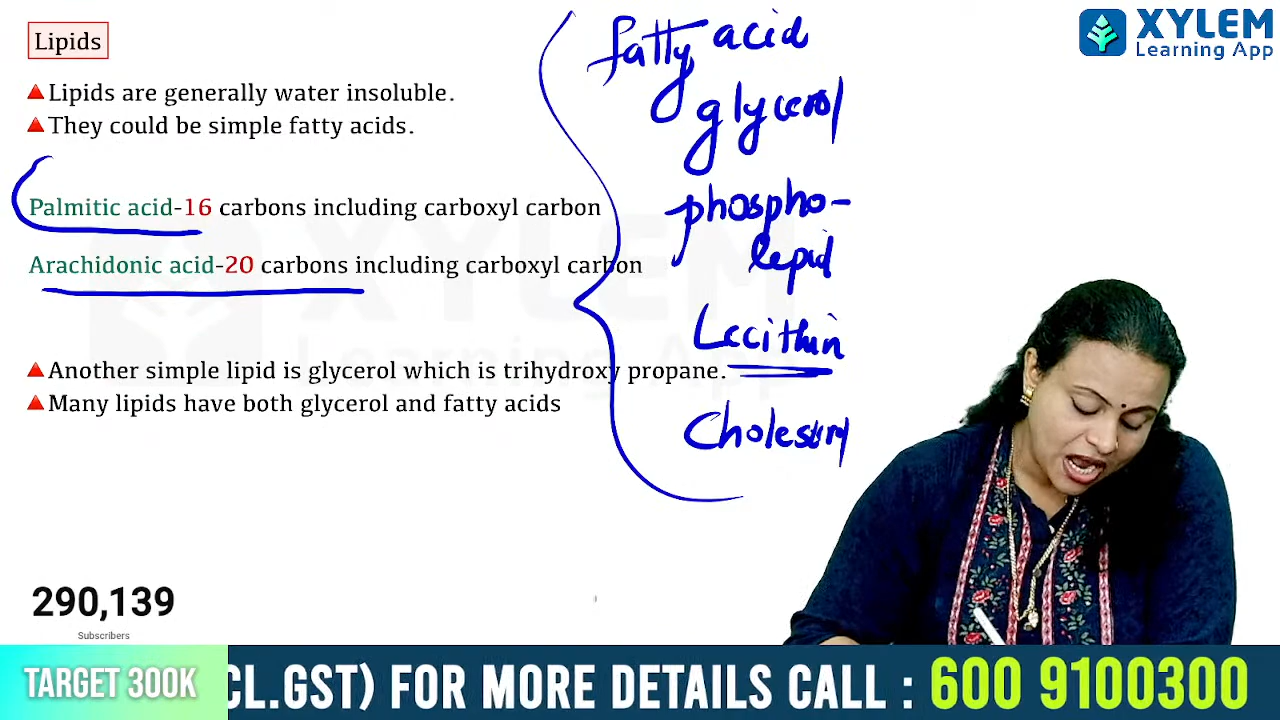 Lipids
Lipids are generally water insoluble.
They could be simple fatty acids.
Palmitic acid-16 carbons including carboxyl carbon
Arachidonic acid-20 carbons including carboxyl carbon
Another simple lipid is glycerol which is trihydroxy propane.
Many lipids have both glycerol and fatty acids
fatty acid
glycerol
phospho-
lepid
Lecithin
XYLEM
Learning App
XYLEM
Learning App
290,139
Subscribers
TARGET 300K
CL.GST) FOR MORE DETAILS CALL : 600 9100300